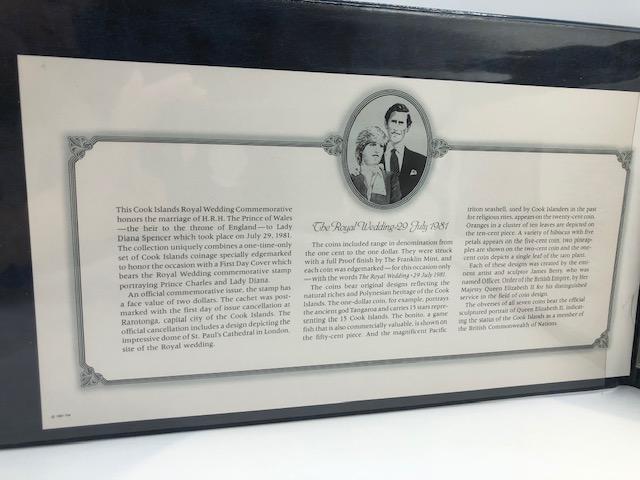 This Cook Islands Royal Wedding Commemorative
honors the marriage of H.R.H. The Prince of Wales
—the heir to the throne of England—to Lady
Diana Spencer which took place on July 29, 1981.
The collection uniquely combines a one-time-only
set of Cook Islands coinage specially edgemarked
to honor the occasion with a First Day Cover which
bears the Royal Wedding commemorative stamp
portraying Prince Charles and Lady Diana.
An official commemorative issue, the stamp has
a face value of two dollars. The cachet was post-
marked with the first day of issue cancellation at
Rarotonga, capital city of the Cook Islands. The
official cancellation includes a design depicting the
impressive dome of St. Paul's Cathedral in London,
site of the Royal wedding.
The Royal Wedding·29 July 1981
The coins included range in denomination from
the one cent to the one dollar. They were struck
with a full Proof finish by The Franklin Mint, and
each coin was edgemarked—for this occasion only
—with the words The Royal Wedding • 29 July 1981.
The coins bear original designs reflecting the
natural riches and Polynesian heritage of the Cook
Islands. The one-dollar coin, for example, portrays
the ancient god Tangaroa and carries 15 stars repre-
senting the 15 Cook Islands. The bonito, a game
fish that is also commercially valuable, is shown on
the fifty-cent piece. And the magnificent Pacific
triton seashell, used by Cook Islanders in the past
for religious rites, appears on the twenty-cent coin.
Oranges in a cluster of ten leaves are depicted on
the ten-cent piece. A variety of hibiscus with five
petals appears on the five-cent coin, two pineap-
ples are shown on the two-cent coin and the one-
cent coin depicts a single leaf of the taro plant.
Each of these designs was created by the emi-
nent artist and sculptor James Berry, who was
named Officer, Order of the British Empire, by Her
Majesty Queen Elizabeth II for his distinguished
service in the field of coin design.
The obverses of all seven coins bear the official
sculptured portrait of Queen Elizabeth II, indicat-
ing the status of the Cook Islands as a member of
the British Commonwealth of Nations.
© 1981 FM